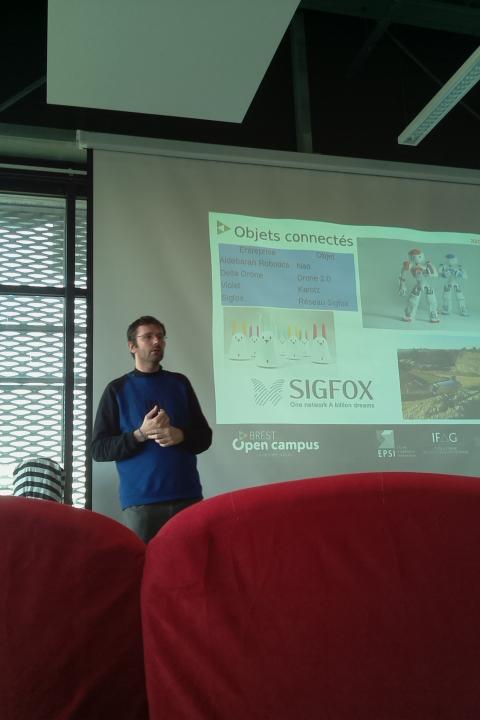 Objets connectés
Entreprise Objet
Aldebaran Robotics Nao
Delta Drone Drone 2.0
Violet Karotz
Sigfox Réseau Sigfox
SIGFOX
One network A billion dreams
BREST
Open campus
EPSI
IFAG